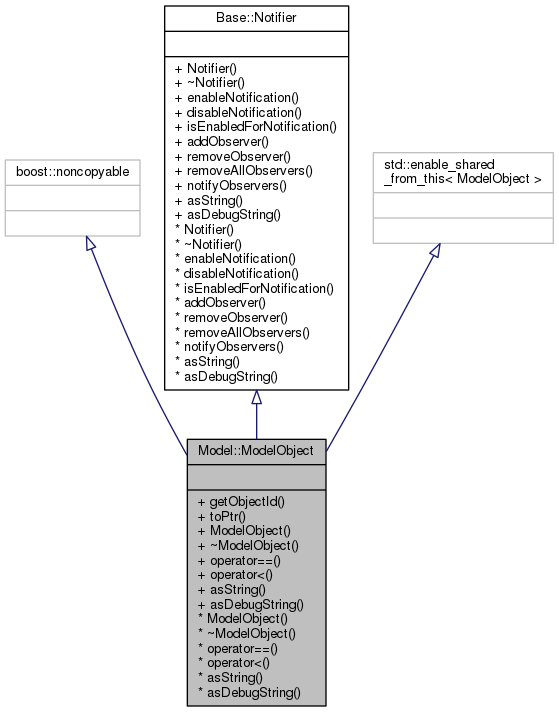 Base::Notifier
+ Notifier()
+ ~Notifier()
+ enableNotification()
+ disableNotification()
+ isEnabledForNotification()
+ addObserver()
+ removeObserver()
+ removeAllObservers()
+ notifyObservers()
+ asString()
+ asDebugString()
* Notifier()
* ~Notifier()
* enableNotification()
* disableNotification()
* isEnabledForNotification()
* addObserver()
* removeObserver()
* removeAllObservers()
* notifyObservers()
* asString()
* asDebugString()
boost::noncopyable
std::enable_shared
_from_this< ModelObject >
Model::ModelObject
+ getObjectId()
+ toPtr()
+ ModelObject()
+ ~ModelObject()
+ operator==()
+ operator<()
+ asString()
+ asDebugString()
* ModelObject()
* ~ModelObject()
* operator==()
* operator<()
* asString()
* asDebugString()